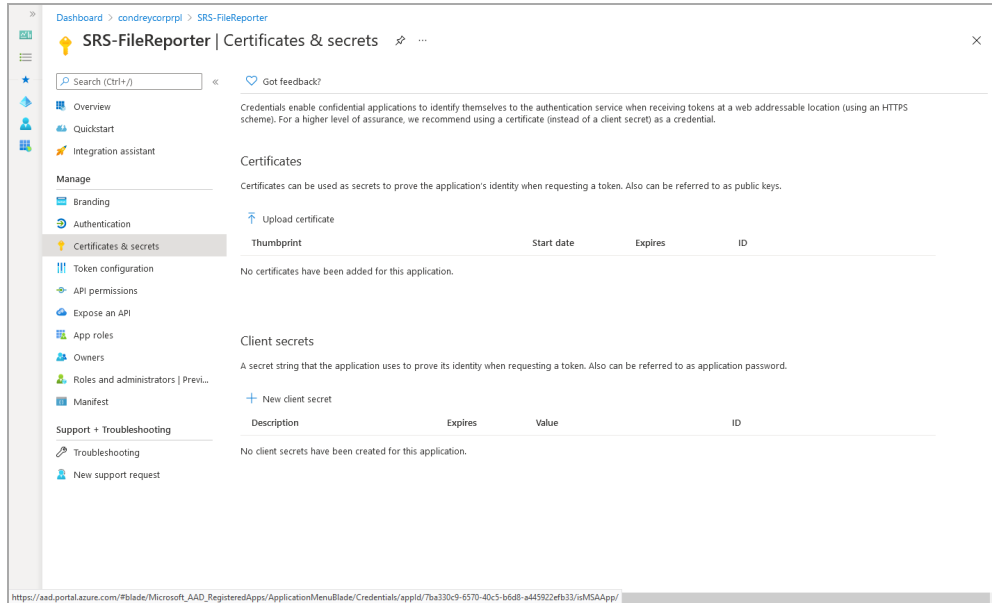 Dashboard > condreycorprpl > SRS-FileReporter
SRS-FileReporter | Certificates & secrets
Search (Ctrl+/)
Overview
Quickstart
Integration assistant
Manage
Branding
Authentication
Certificates & secrets
Token configuration
API permissions
Expose an API
App roles
Owners
Roles and administrators | Previ...
Manifest
Support + Troubleshooting
Troubleshooting
New support request
Got feedback?
Credentials enable confidential applications to identify themselves to the authentication service when receiving tokens at a web addressable location (using an HTTPS
scheme). For a higher level of assurance, we recommend using a certificate (instead of a client secret) as a credential.
Certificates
Certificates can be used as secrets to prove the application's identity when requesting a token. Also can be referred to as public keys.
Upload certificate
Thumbprint Start date Expires ID
No certificates have been added for this application.
Client secrets
A secret string that the application uses to prove its identity when requesting a token. Also can be referred to as application password.
New client secret
Description Expires Value ID
No client secrets have been created for this application.
https://aad.portal.azure.com/#blade/Microsoft_AAD_RegisteredApps/ApplicationMenuBlade/Credentials/appId/7ba330c9-6570-40c5-b6d8-a445922efb33/isMSAApp/